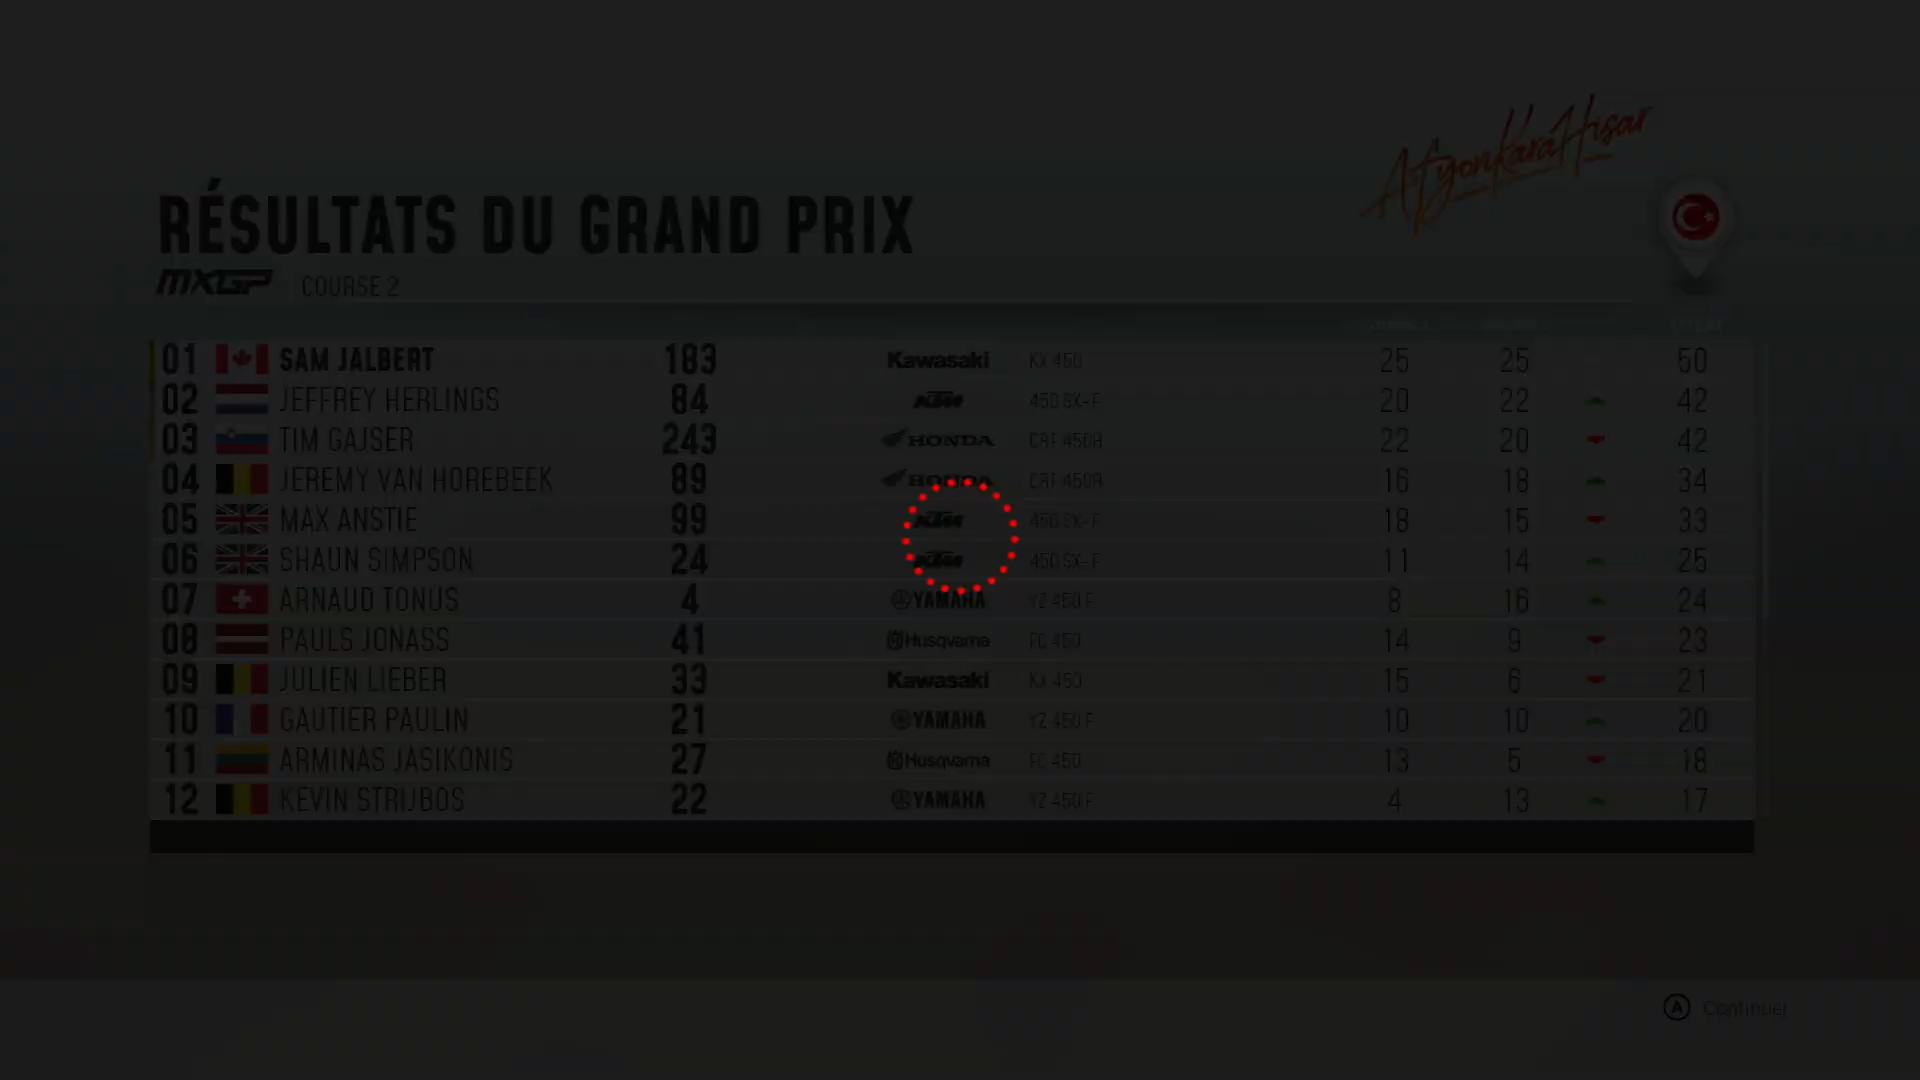 AfyonKaraHisar
RÉSULTATS DU GRAND PRIX
MXGP COURSE 2
01 SAM JALBERT 183 Kawasaki KX 450 25 25 50
02 JEFFREY HERLINGS 84 KTM 450 SX-F 20 22 42
03 TIM GAJSER 243 HONDA CRF 450R 22 20 42
04 JEREMY VAN HOREBEEK 89 HONDA CRF 450R 16 18 34
05 MAX ANSTIE 99 KTM 450 SX-F 18 15 33
06 SHAUN SIMPSON 24 KTM 450 SX-F 11 14 25
07 ARNAUD TONUS 4 YAMAHA YZ 450 F 8 16 24
08 PAULS JONASS 41 Husqvarna FC 450 14 9 23
09 JULIEN LIEBER 33 Kawasaki KX 450 15 6 21
10 GAUTIER PAULIN 21 YAMAHA YZ 450 F 10 10 20
11 ARMINAS JASIKONIS 27 Husqvarna FC 450 13 5 18
12 KEVIN STRIJBOS 22 YAMAHA YZ 450 F 4 13 17
A Continuer